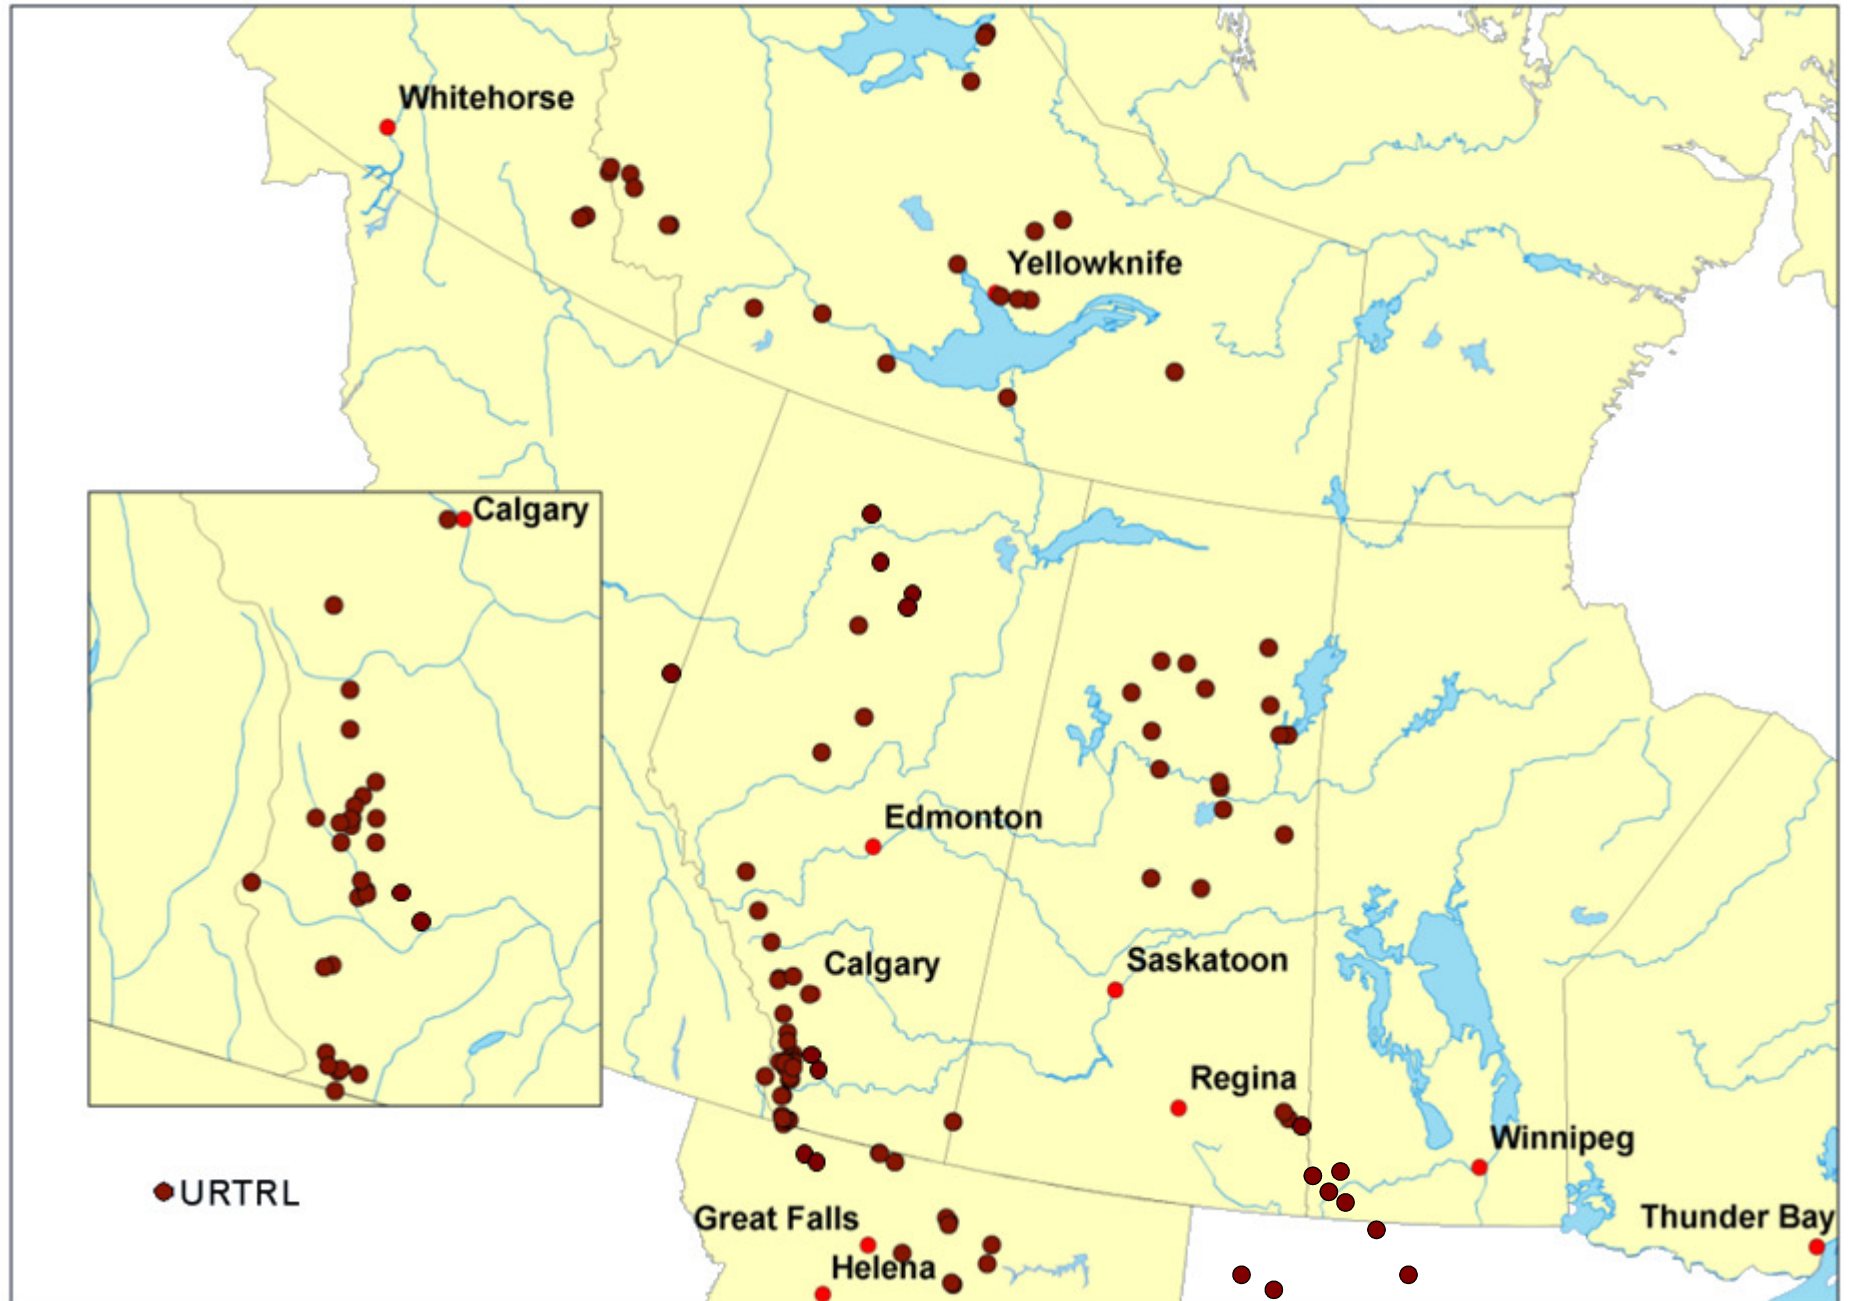 Whitehorse
Yellowknife
Calgary
Edmonton
Calgary
Saskatoon
Regina
Winnipeg
URTRL
Great Falls
Thunder Bay
Helena